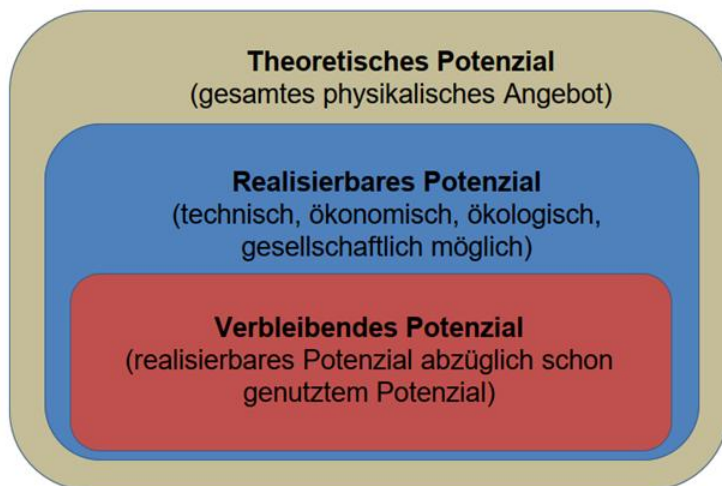 Theoretisches Potenzial
(gesamtes physikalisches Angebot)
Realisierbares Potenzial
(technisch, ökonomisch, ökologisch,
gesellschaftlich möglich)
Verbleibendes Potenzial
(realisierbares Potenzial abzüglich schon
genutztem Potenzial)